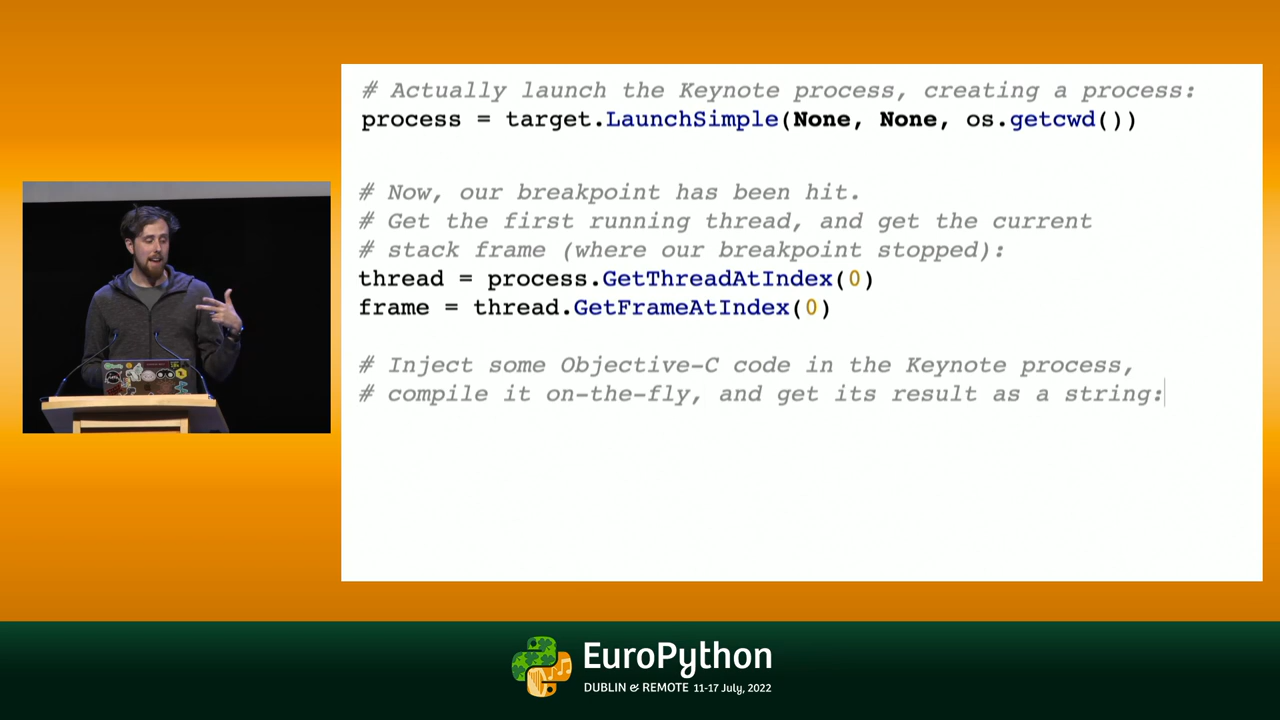 # Actually launch the Keynote process, creating a process:
process = target.LaunchSimple(None, None, os.getcwd())
# Now, our breakpoint has been hit.
# Get the first running thread, and get the current
# stack frame (where our breakpoint stopped):
thread = process.GetThreadAtIndex(0)
frame = thread.GetFrameAtIndex(0)
# Inject some Objective-C code in the Keynote process,
# compile it on-the-fly, and get its result as a string:
EuroPython
DUBLIN & REMOTE 11-17 July, 2022